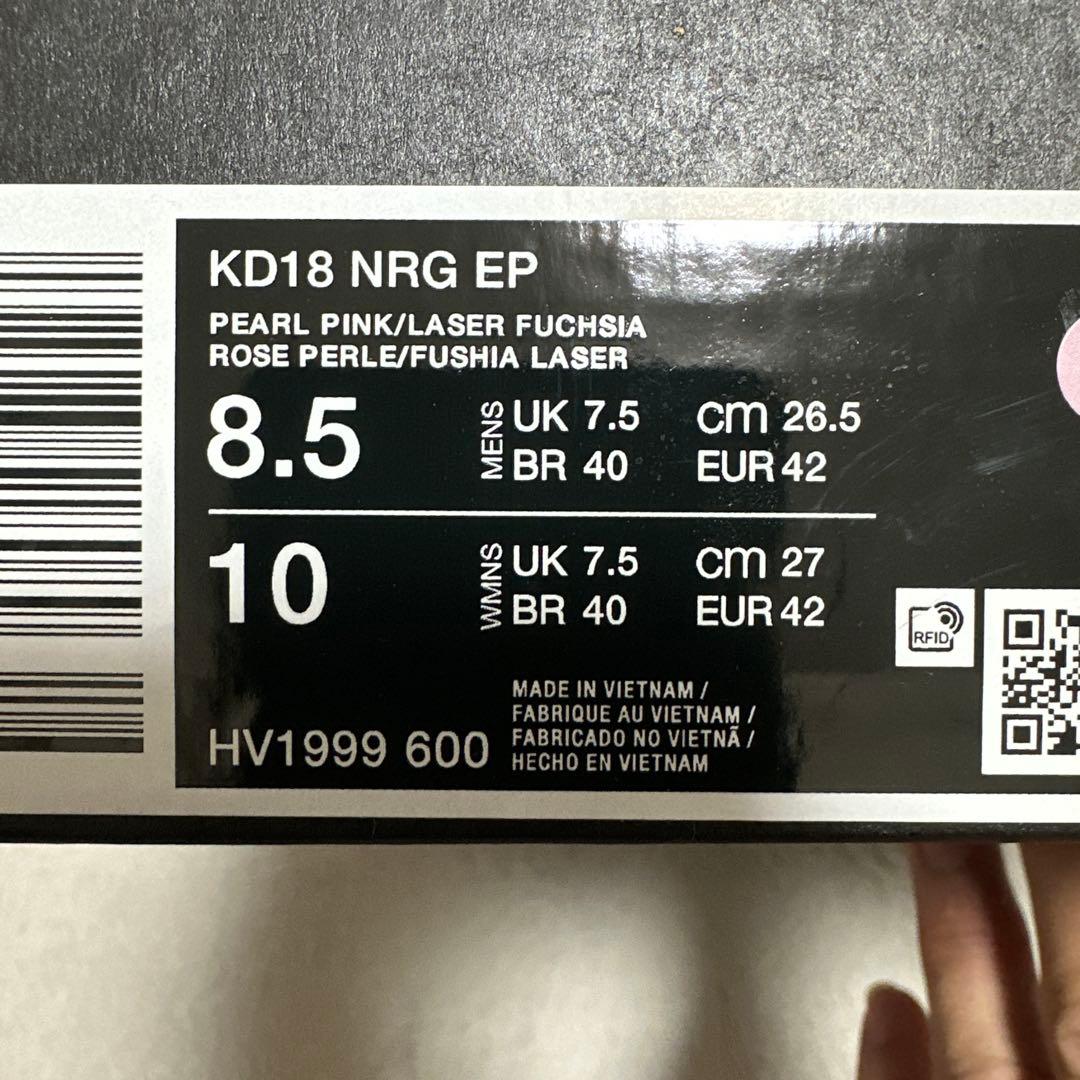 KD18 NRG EP
PEARL PINK/LASER FUCHSIA
ROSE PERLE/FUSHIA LASER
8.5 MENS UK 7.5 CM 26.5
BR 40 EUR 42
10 WMNS UK 7.5 CM 27
BR 40 EUR 42
RFID
MADE IN VIETNAM /
FABRIQUE AU VIETNAM /
FABRICADO NO VIETNÃ /
HECHO EN VIETNAM
HV1999 600